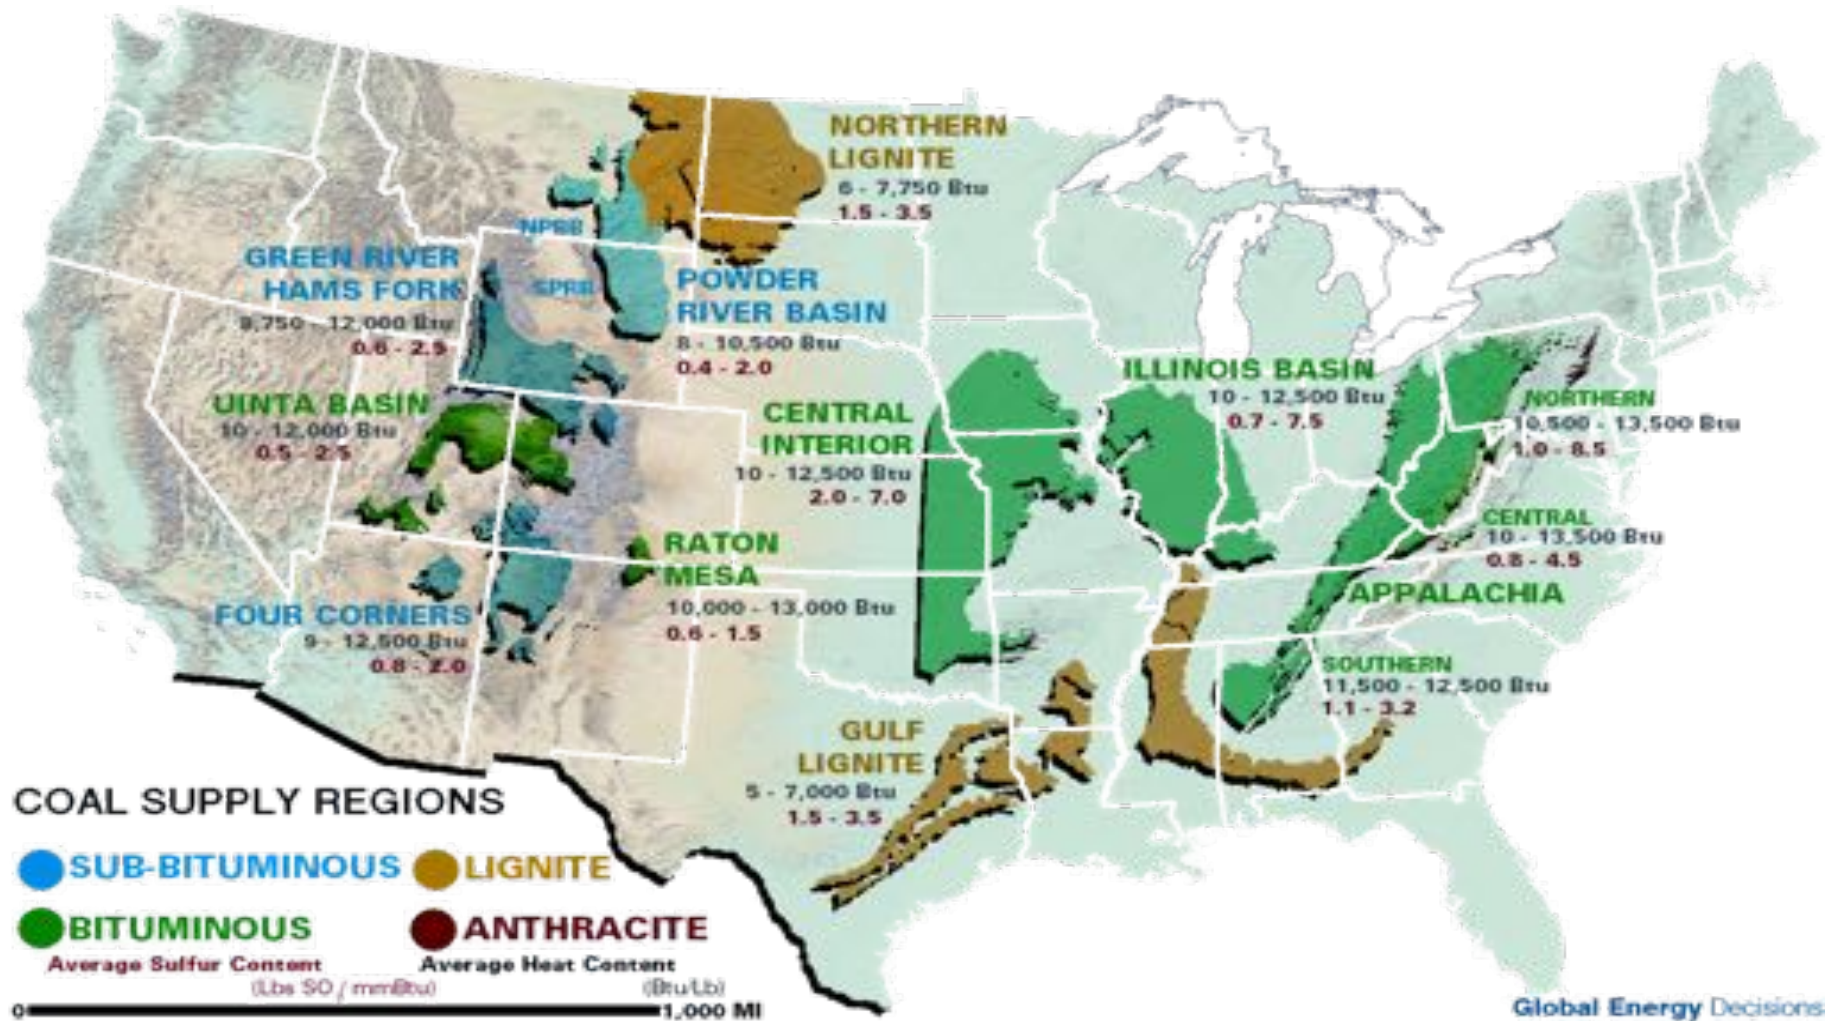 NORTHERN
LIGNITE
6 - 7,750 Btu
1.5 - 3.5
NPRB
GREEN RIVER
HAMS FORK
8,750 - 12,000 Btu
0.6 - 2.5
SPRB
POWDER
RIVER BASIN
8 - 10,500 Btu
0.4 - 2.0
UINTA BASIN
10 - 12,000 Btu
0.5 - 2.5
CENTRAL
INTERIOR
10 - 12,500 Btu
2.0 - 7.0
ILLINOIS BASIN
10 - 12,500 Btu
0.7 - 7.5
NORTHERN
10,500 - 13,500 Btu
1.0 - 8.5
CENTRAL
10 - 13,500 Btu
0.8 - 4.5
APPALACHIA
RATON
MESA
10,000 - 13,000 Btu
0.6 - 1.5
FOUR CORNERS
9 - 12,500 Btu
0.8 - 2.0
SOUTHERN
11,500 - 12,500 Btu
1.1 - 3.2
GULF
LIGNITE
5 - 7,000 Btu
1.5 - 3.5
COAL SUPPLY REGIONS
SUB-BITUMINOUS
LIGNITE
BITUMINOUS
ANTHRACITE
Average Sulfur Content
(Lbs SO / mmBtu)
Average Heat Content
(Btu/Lb)
0 1,000 MI
Global Energy Decisions